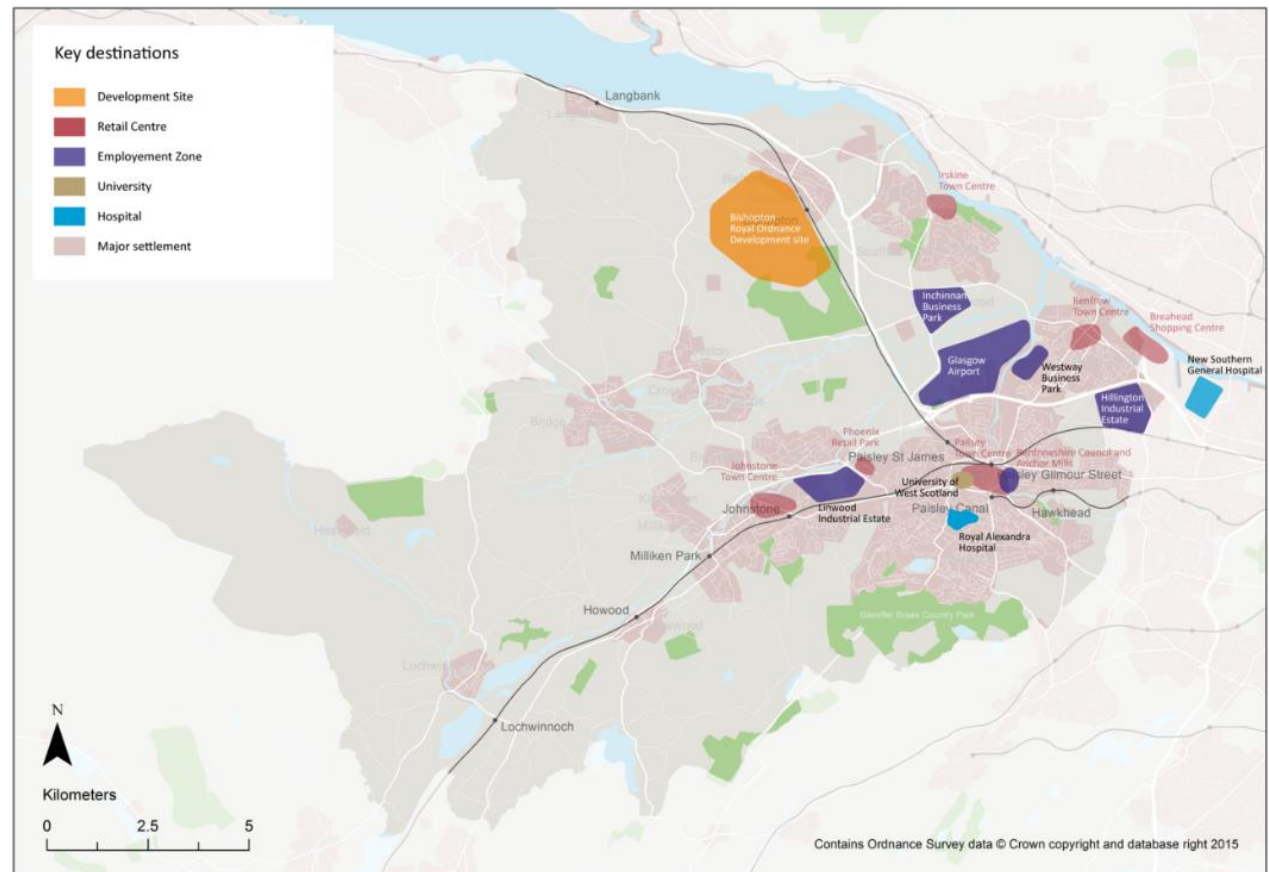 Key destinations
Development Site
Retail Centre
Employement Zone
University
Hospital
Major settlement
Langbank
Irskine
Town Centre
Bishopton
Royal Ordnance
Development site
Inchinnan
Business
Park
Renfrew
Town Centre
Breahead
Shopping Centre
Glasgow
Airport
Westway
Business
Park
New Southern
General Hospital
Hillington
Industrial
Estate
Phoenix
Retail Park
Paisley St James
Town Centre
Renfrewshire Council and
Anchor Mills
Gilmour Street
Johnstone
Town Centre
University of
West Scotland
Johnstone
Linwood
Industrial Estate
Paisley Canal
Hawkhead
Royal Alexandra
Hospital
Milliken Park
Howood
Gleniffer Braes Country Park
Lochwinnoch
N
Kilometers
0 2.5 5
Contains Ordnance Survey data © Crown copyright and database right 2015